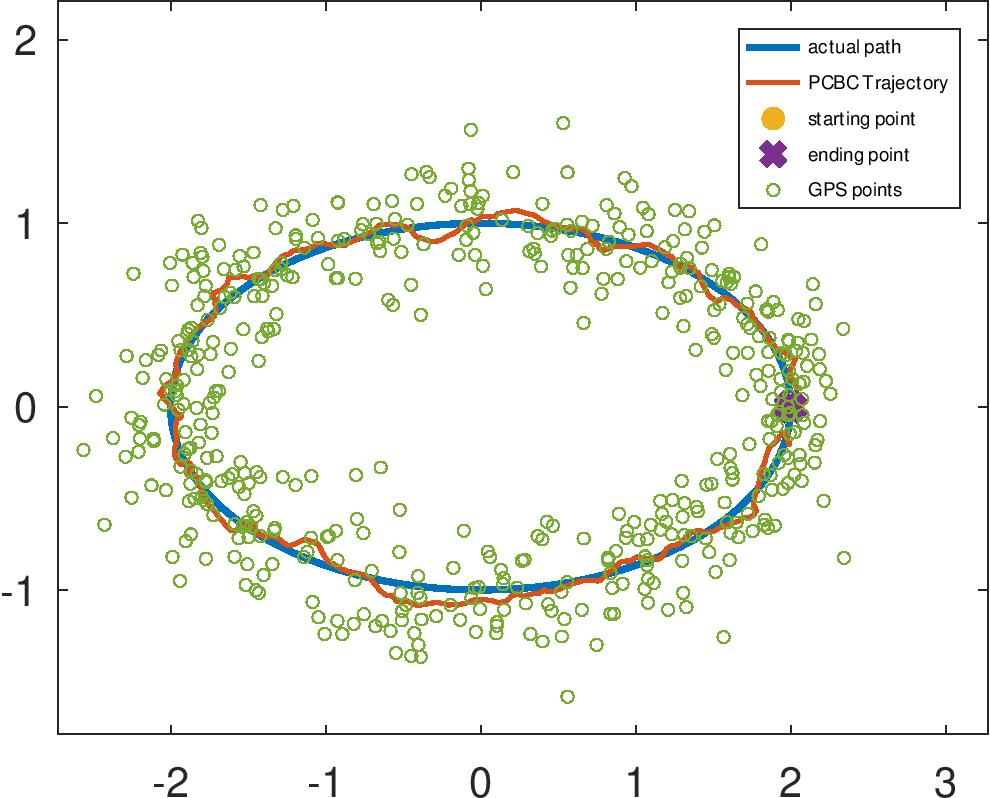 2
1
0
-1
-2
-1
0
1
2
3
actual path
PCBC Trajectory
starting point
ending point
GPS points